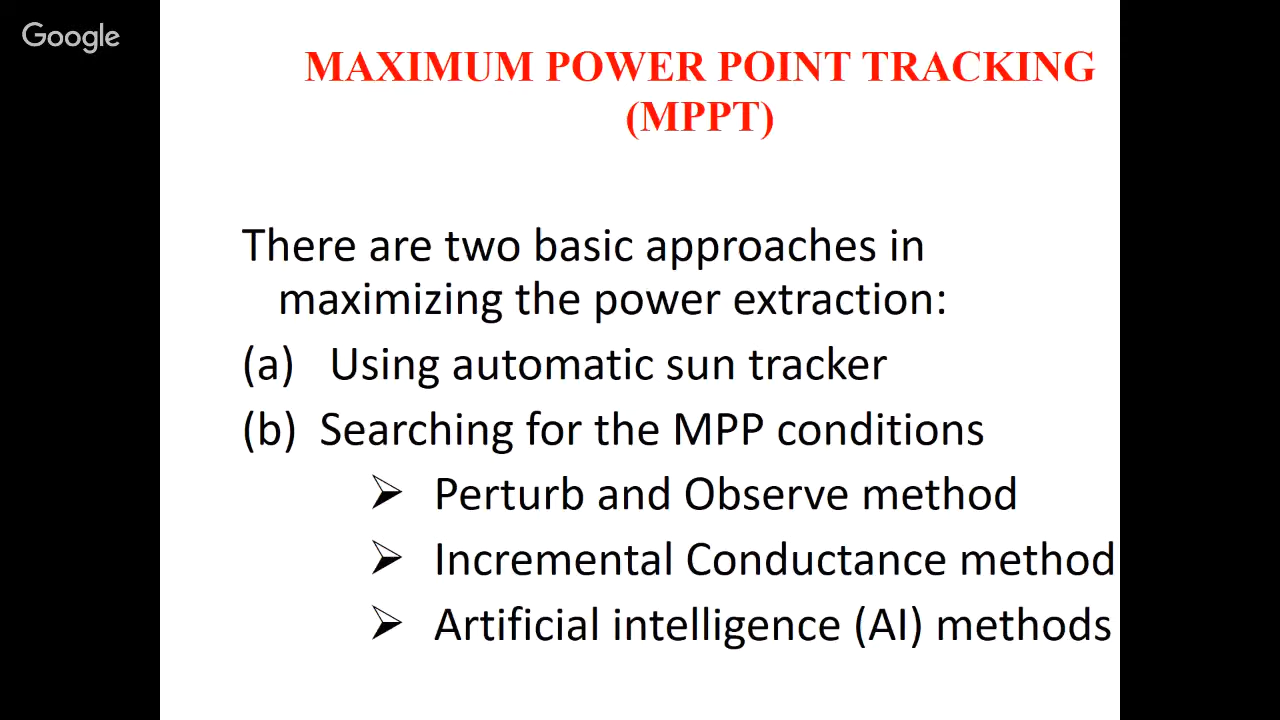 Google
MAXIMUM POWER POINT TRACKING
(MPPT)
There are two basic approaches in
maximizing the power extraction:
(a) Using automatic sun tracker
(b) Searching for the MPP conditions
➢ Perturb and Observe method
➢ Incremental Conductance method
➢ Artificial intelligence (AI) methods